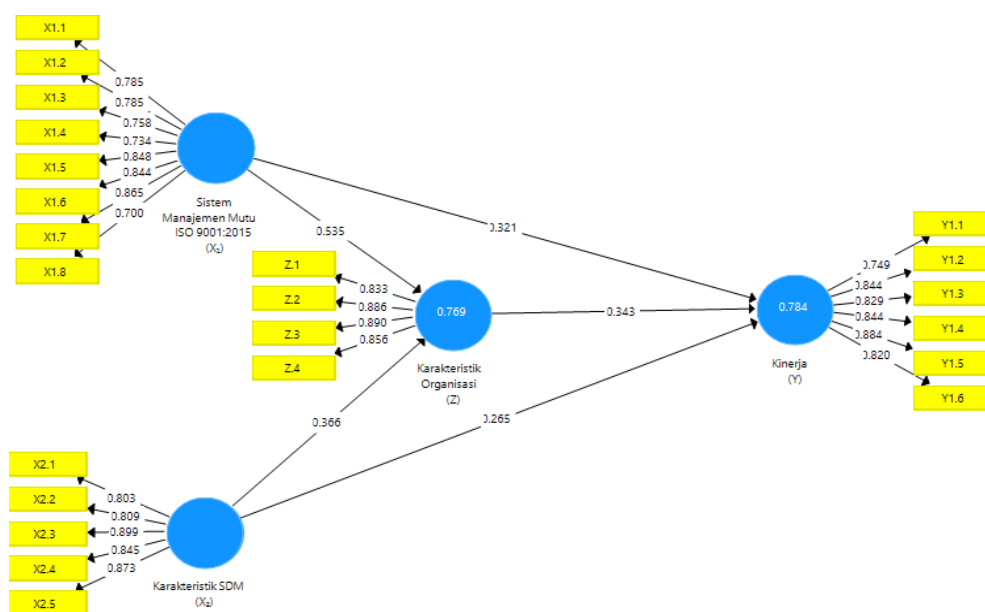 X1.1
X1.2
X1.3
X1.4
X1.5
X1.6
X1.7
X1.8
0.785
0.785
0.758
0.734
0.848
0.844
0.865
0.700
Sistem
Manajemen Mutu
ISO 9001:2015
(X₁)
0.535
0.321
Z.1
Z.2
Z.3
Z.4
0.833
0.886
0.890
0.856
0.769
Karakteristik
Organisasi
(Z)
0.343
0.784
Kinerja
(Y)
0.749
0.844
0.829
0.844
0.884
0.820
Y1.1
Y1.2
Y1.3
Y1.4
Y1.5
Y1.6
0.366
0.265
X2.1
X2.2
X2.3
X2.4
X2.5
0.803
0.809
0.899
0.845
0.873
Karakteristik SDM
(X₂)